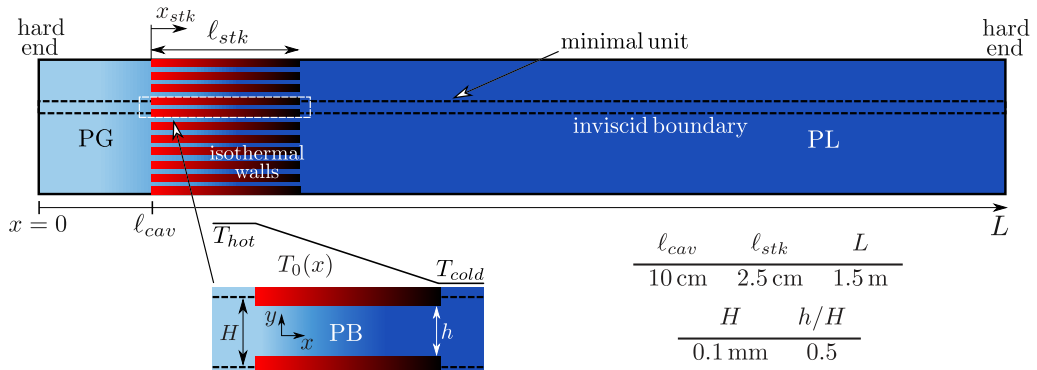 hard
end
x_{stk}
ℓ_{stk}
minimal unit
hard
end
PG
isothermal
walls
inviscid boundary
PL
x = 0
ℓ_{cav}
L
T_{hot}
T_0(x)
T_{cold}
H
y
x
PB
h
ℓ_{cav} ℓ_{stk} L
10 cm 2.5 cm 1.5 m
H h/H
0.1 mm 0.5